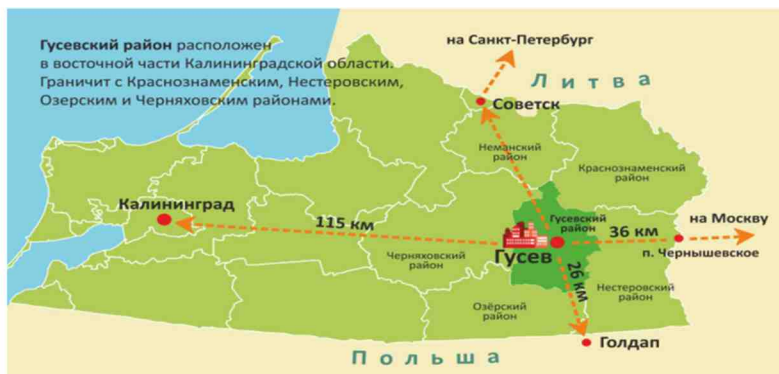 Гусевский район расположен
в восточной части Калининградской области.
Граничит с Краснознаменским, Нестеровским,
Озерским и Черняховским районами.
на Санкт-Петербург
Литва
Советск
Неманский
район
Краснознаменский
район
Калининград
115 км
Гусевский
район
36 км
на Москву
п. Чернышевское
Черняховский
район
Гусев
26 км
Нестеровский
район
Озёрский
район
Голдап
Польша